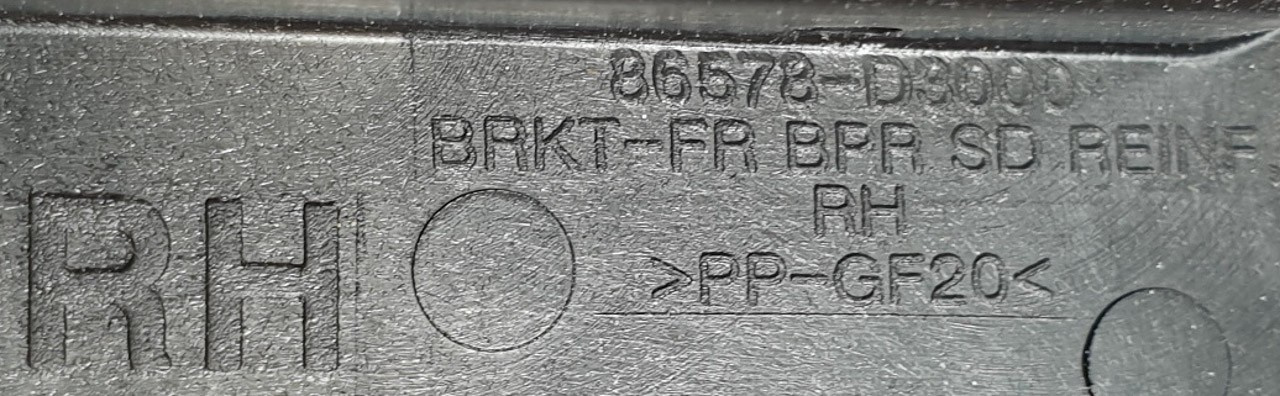 86578-D3000
BRKT-FR BPR SD REINF
RH
>PP-GF20<
RH